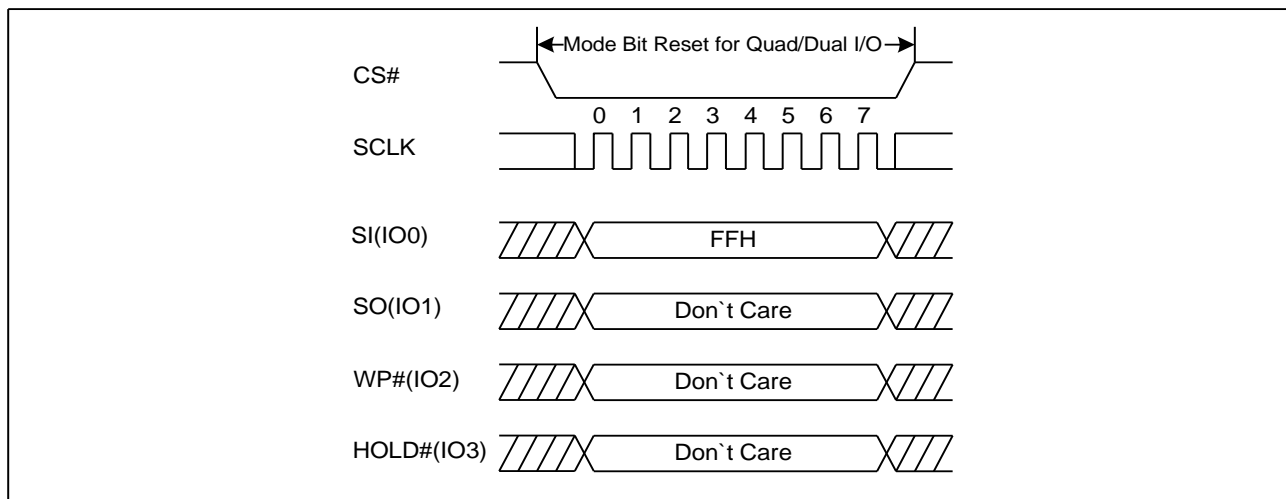 Mode Bit Reset for Quad/Dual I/O
CS#
0 1 2 3 4 5 6 7
SCLK
SI(IO0) FFH
SO(IO1) Don`t Care
WP#(IO2) Don`t Care
HOLD#(IO3) Don`t Care